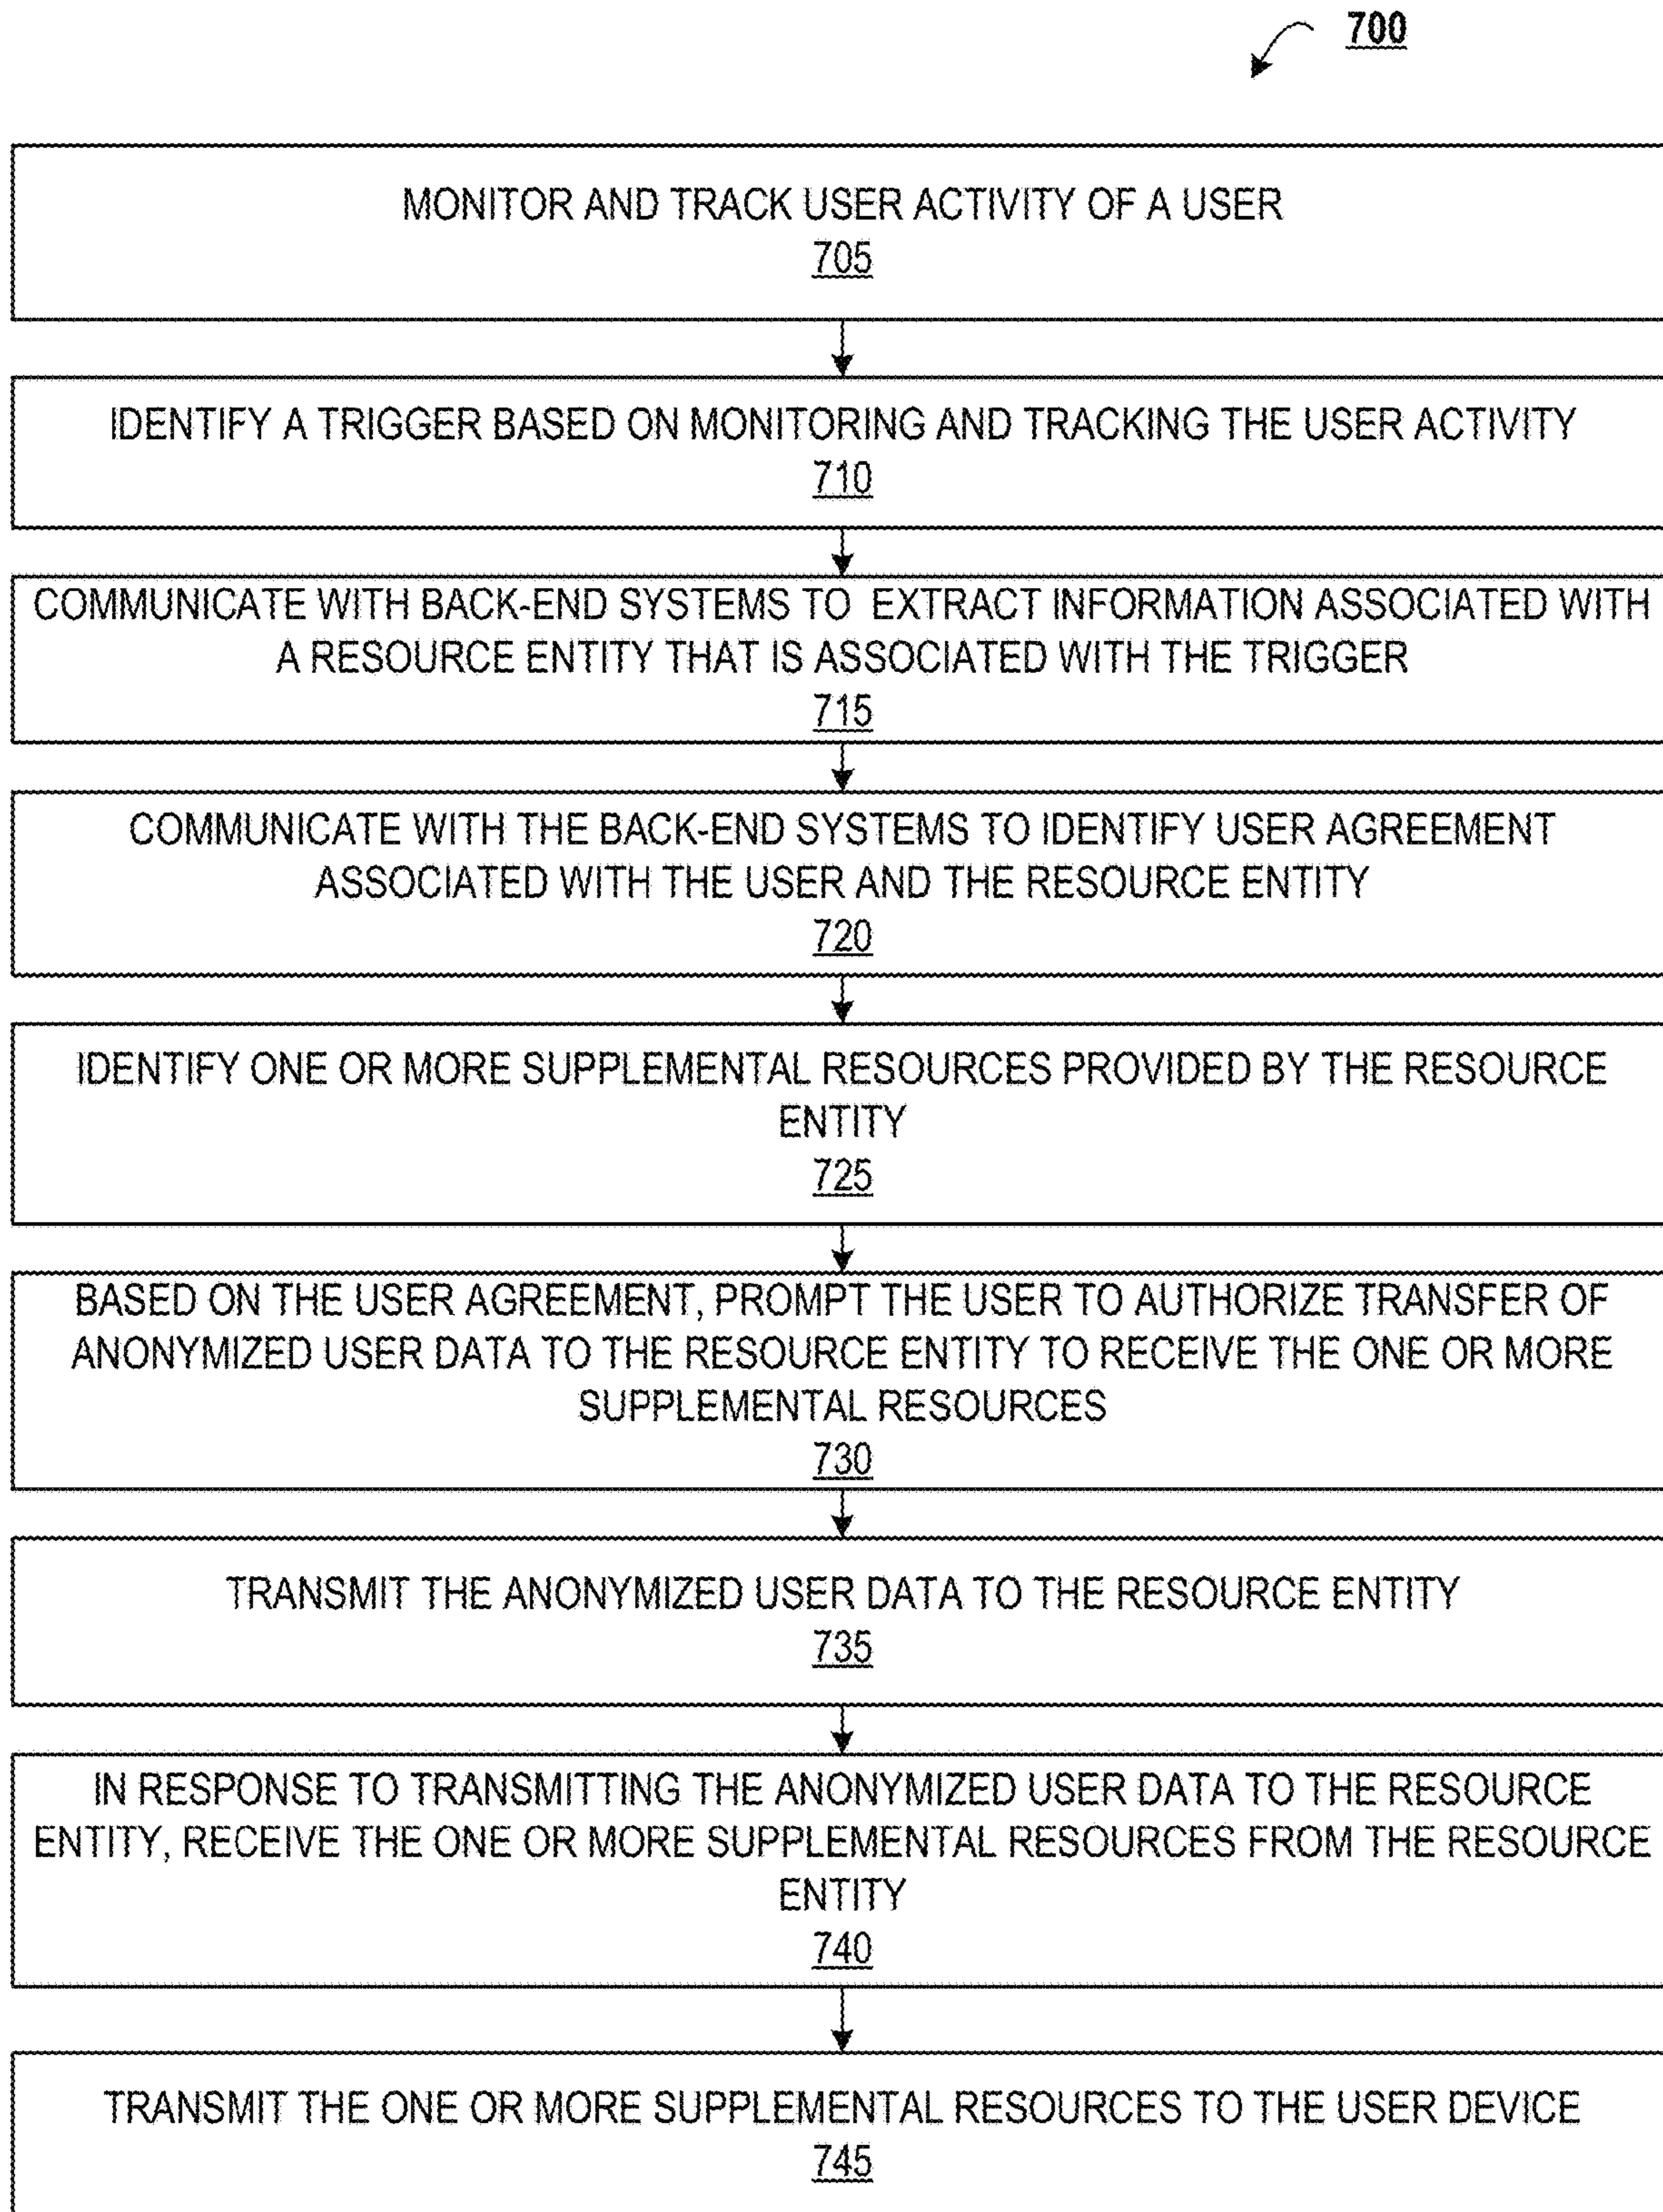 700
MONITOR AND TRACK USER ACTIVITY OF A USER
705
IDENTIFY A TRIGGER BASED ON MONITORING AND TRACKING THE USER ACTIVITY
710
COMMUNICATE WITH BACK-END SYSTEMS TO EXTRACT INFORMATION ASSOCIATED WITH
A RESOURCE ENTITY THAT IS ASSOCIATED WITH THE TRIGGER
715
COMMUNICATE WITH THE BACK-END SYSTEMS TO IDENTIFY USER AGREEMENT
ASSOCIATED WITH THE USER AND THE RESOURCE ENTITY
720
IDENTIFY ONE OR MORE SUPPLEMENTAL RESOURCES PROVIDED BY THE RESOURCE
ENTITY
725
BASED ON THE USER AGREEMENT, PROMPT THE USER TO AUTHORIZE TRANSFER OF
ANONYMIZED USER DATA TO THE RESOURCE ENTITY TO RECEIVE THE ONE OR MORE
SUPPLEMENTAL RESOURCES
730
TRANSMIT THE ANONYMIZED USER DATA TO THE RESOURCE ENTITY
735
IN RESPONSE TO TRANSMITTING THE ANONYMIZED USER DATA TO THE RESOURCE
ENTITY, RECEIVE THE ONE OR MORE SUPPLEMENTAL RESOURCES FROM THE RESOURCE
ENTITY
740
TRANSMIT THE ONE OR MORE SUPPLEMENTAL RESOURCES TO THE USER DEVICE
745